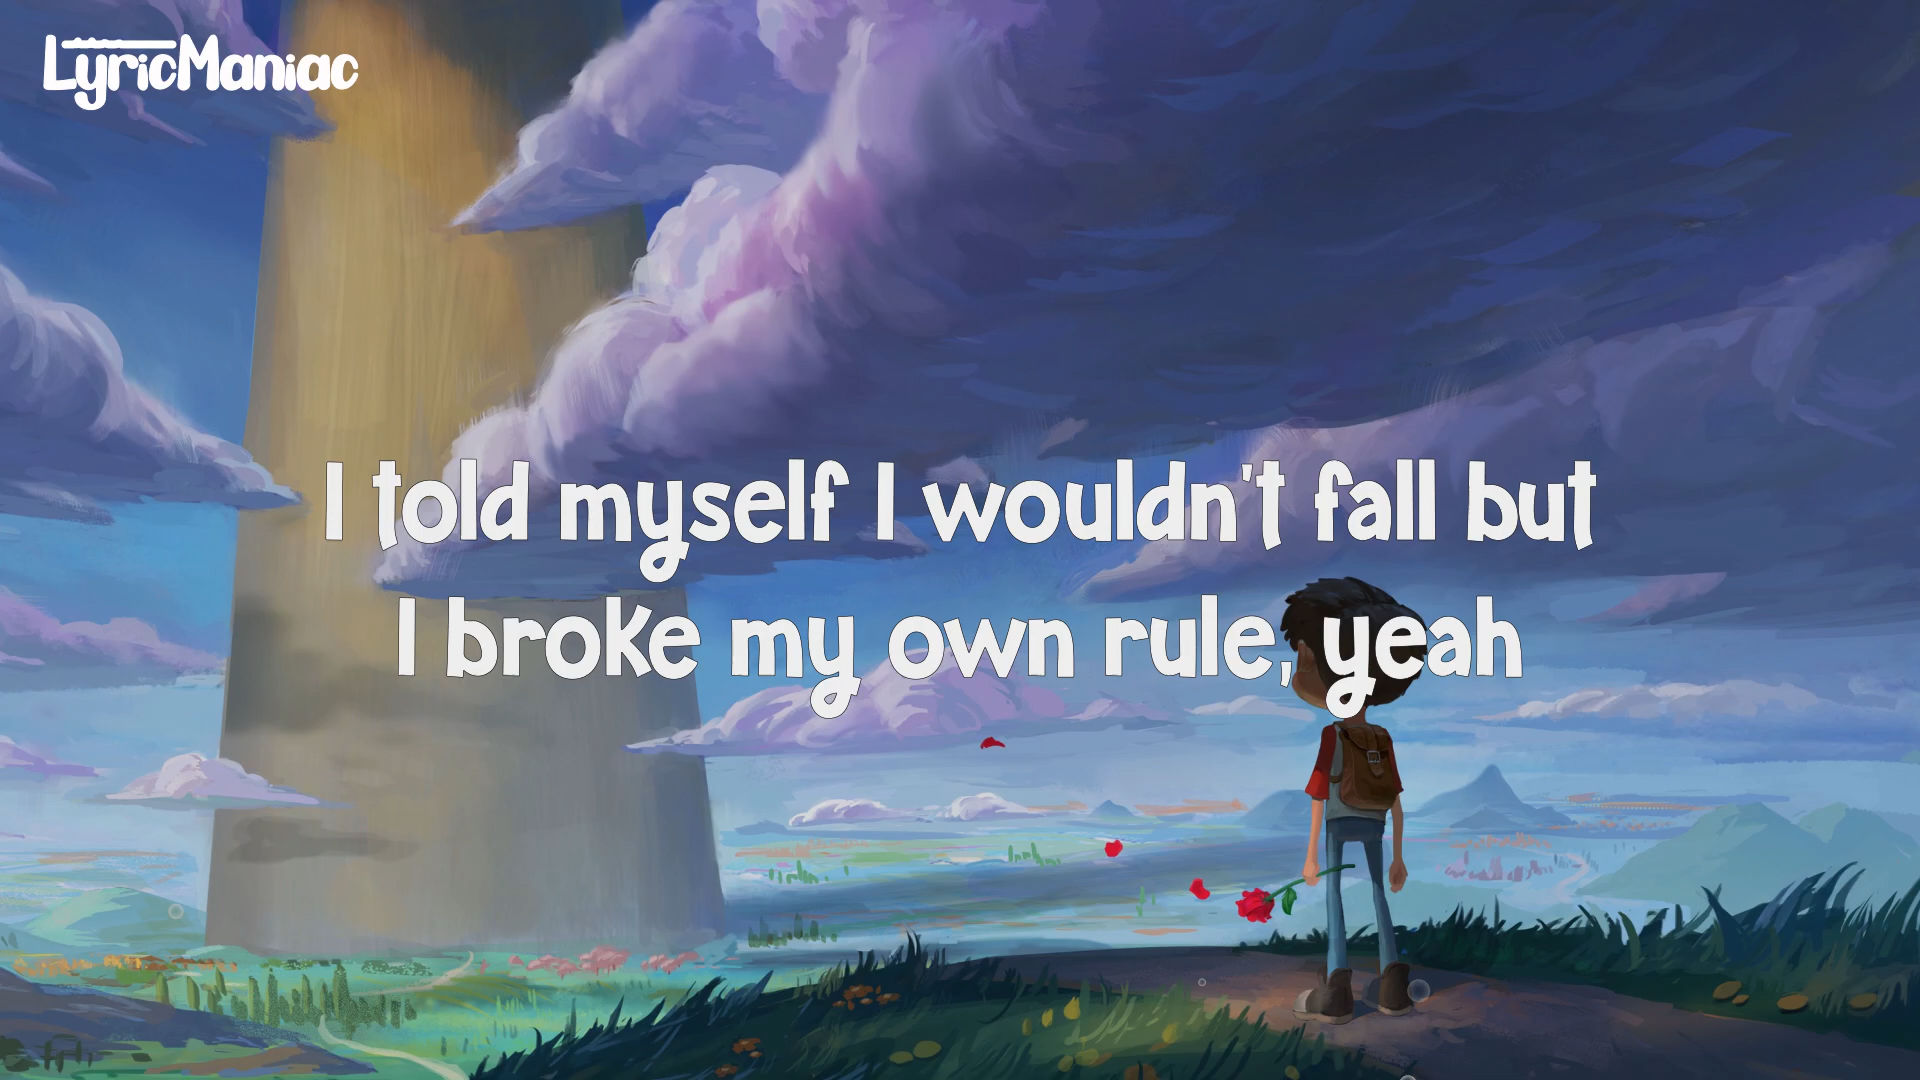 LyricManiac
I told myself I wouldn't fall but
I broke my own rule, yeah